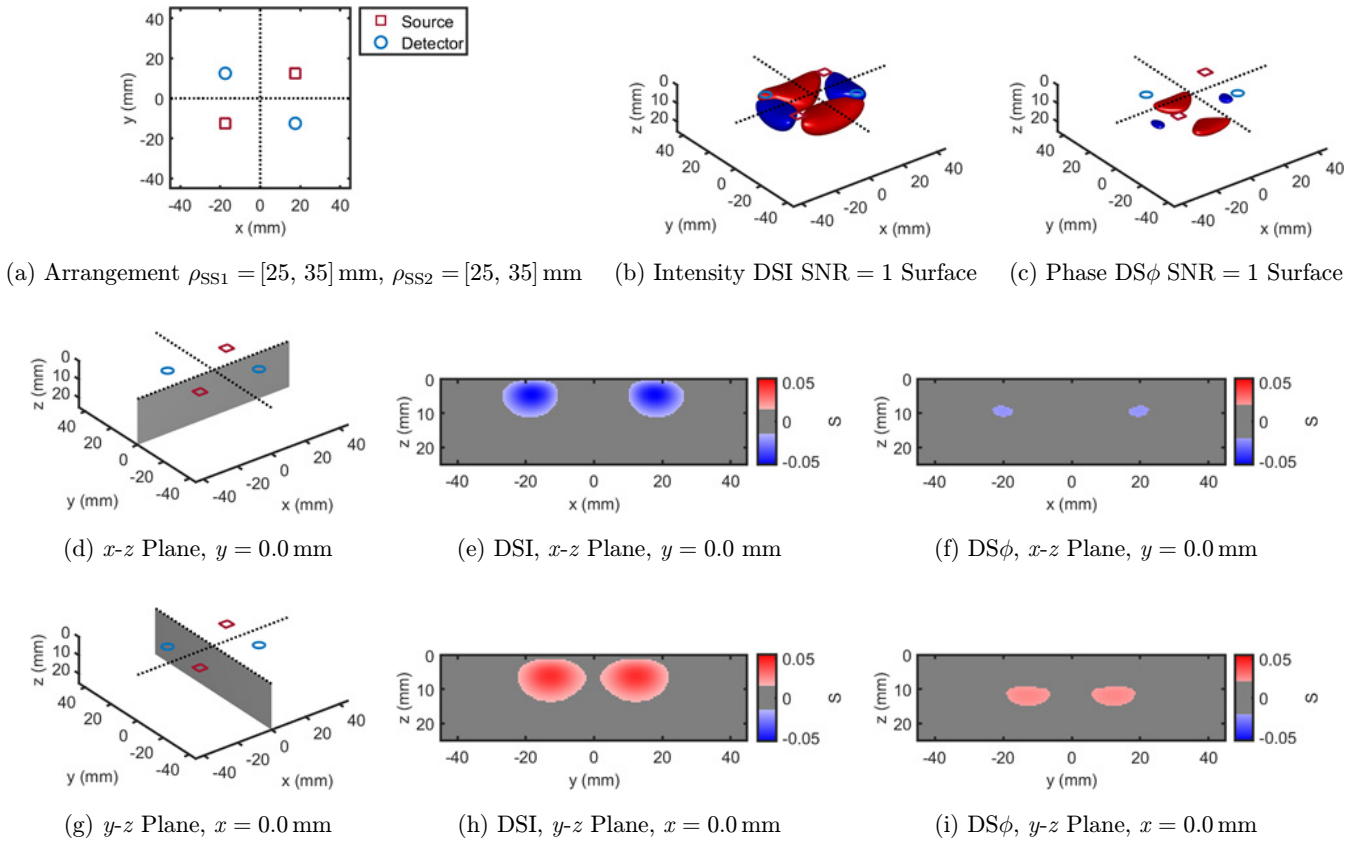 40
20
0
-20
-40
y (mm)
-40 -20 0 20 40
x (mm)
Source
Detector
(a) Arrangement ρSS1 = [25, 35] mm, ρSS2 = [25, 35] mm
z (mm)
0
10
20
40
20
0
-20
-40
y (mm)
-40
-20
0
20
40
x (mm)
(b) Intensity DSI SNR = 1 Surface
z (mm)
0
10
20
40
20
0
-20
-40
y (mm)
-40
-20
0
20
40
x (mm)
(c) Phase DSϕ SNR = 1 Surface
z (mm)
0
10
20
40
20
0
-20
-40
y (mm)
-40
-20
0
20
40
x (mm)
(d) x-z Plane, y = 0.0 mm
z (mm)
0
10
20
-40 -20 0 20 40
x (mm)
0.05
0
-0.05
S
(e) DSI, x-z Plane, y = 0.0 mm
z (mm)
0
10
20
-40 -20 0 20 40
x (mm)
0.05
0
-0.05
S
(f) DSϕ, x-z Plane, y = 0.0 mm
z (mm)
0
10
20
40
20
0
-20
-40
y (mm)
-40
-20
0
20
40
x (mm)
(g) y-z Plane, x = 0.0 mm
z (mm)
0
10
20
-40 -20 0 20 40
y (mm)
0.05
0
-0.05
S
(h) DSI, y-z Plane, x = 0.0 mm
z (mm)
0
10
20
-40 -20 0 20 40
y (mm)
0.05
0
-0.05
S
(i) DSϕ, y-z Plane, x = 0.0 mm